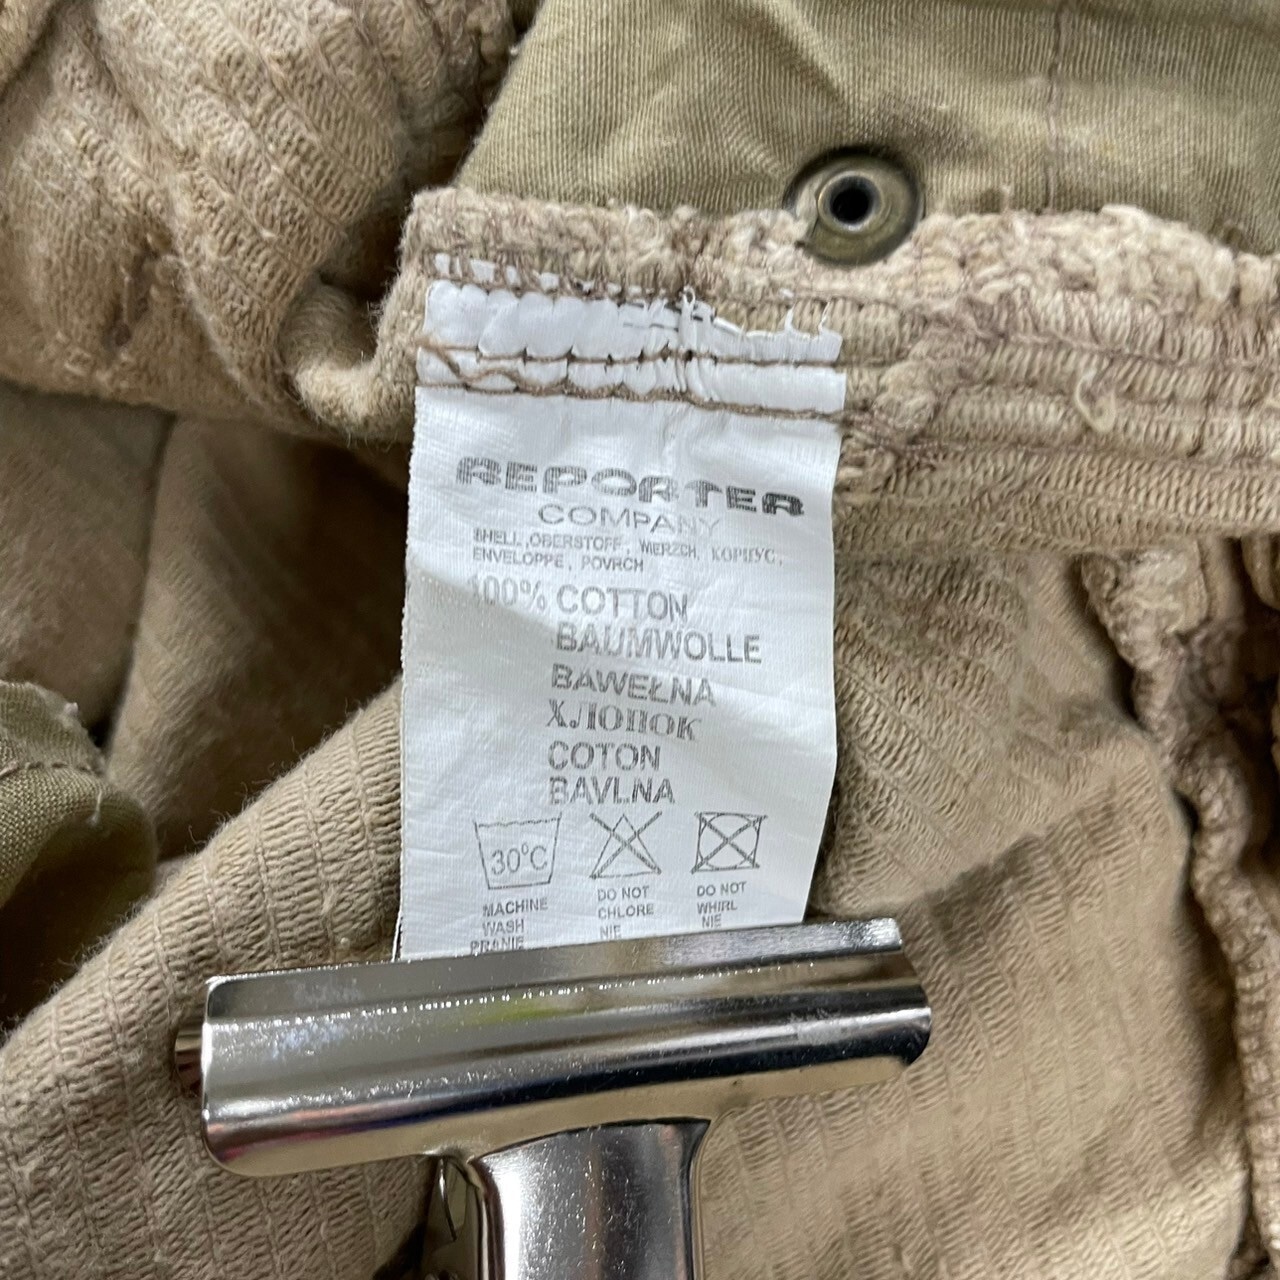 REPORTER
COMPANY
SHELL, OBERSTOFF, WIERZCH, КОРПУС,
ENVELOPPE, POVRCH
100% COTTON
BAUMWOLLE
BAWEŁNA
ХЛОПОК
COTON
BAVLNA
30°C
MACHINE WASH PRANIE
DO NOT CHLORE NIE
DO NOT WHIRL NIE